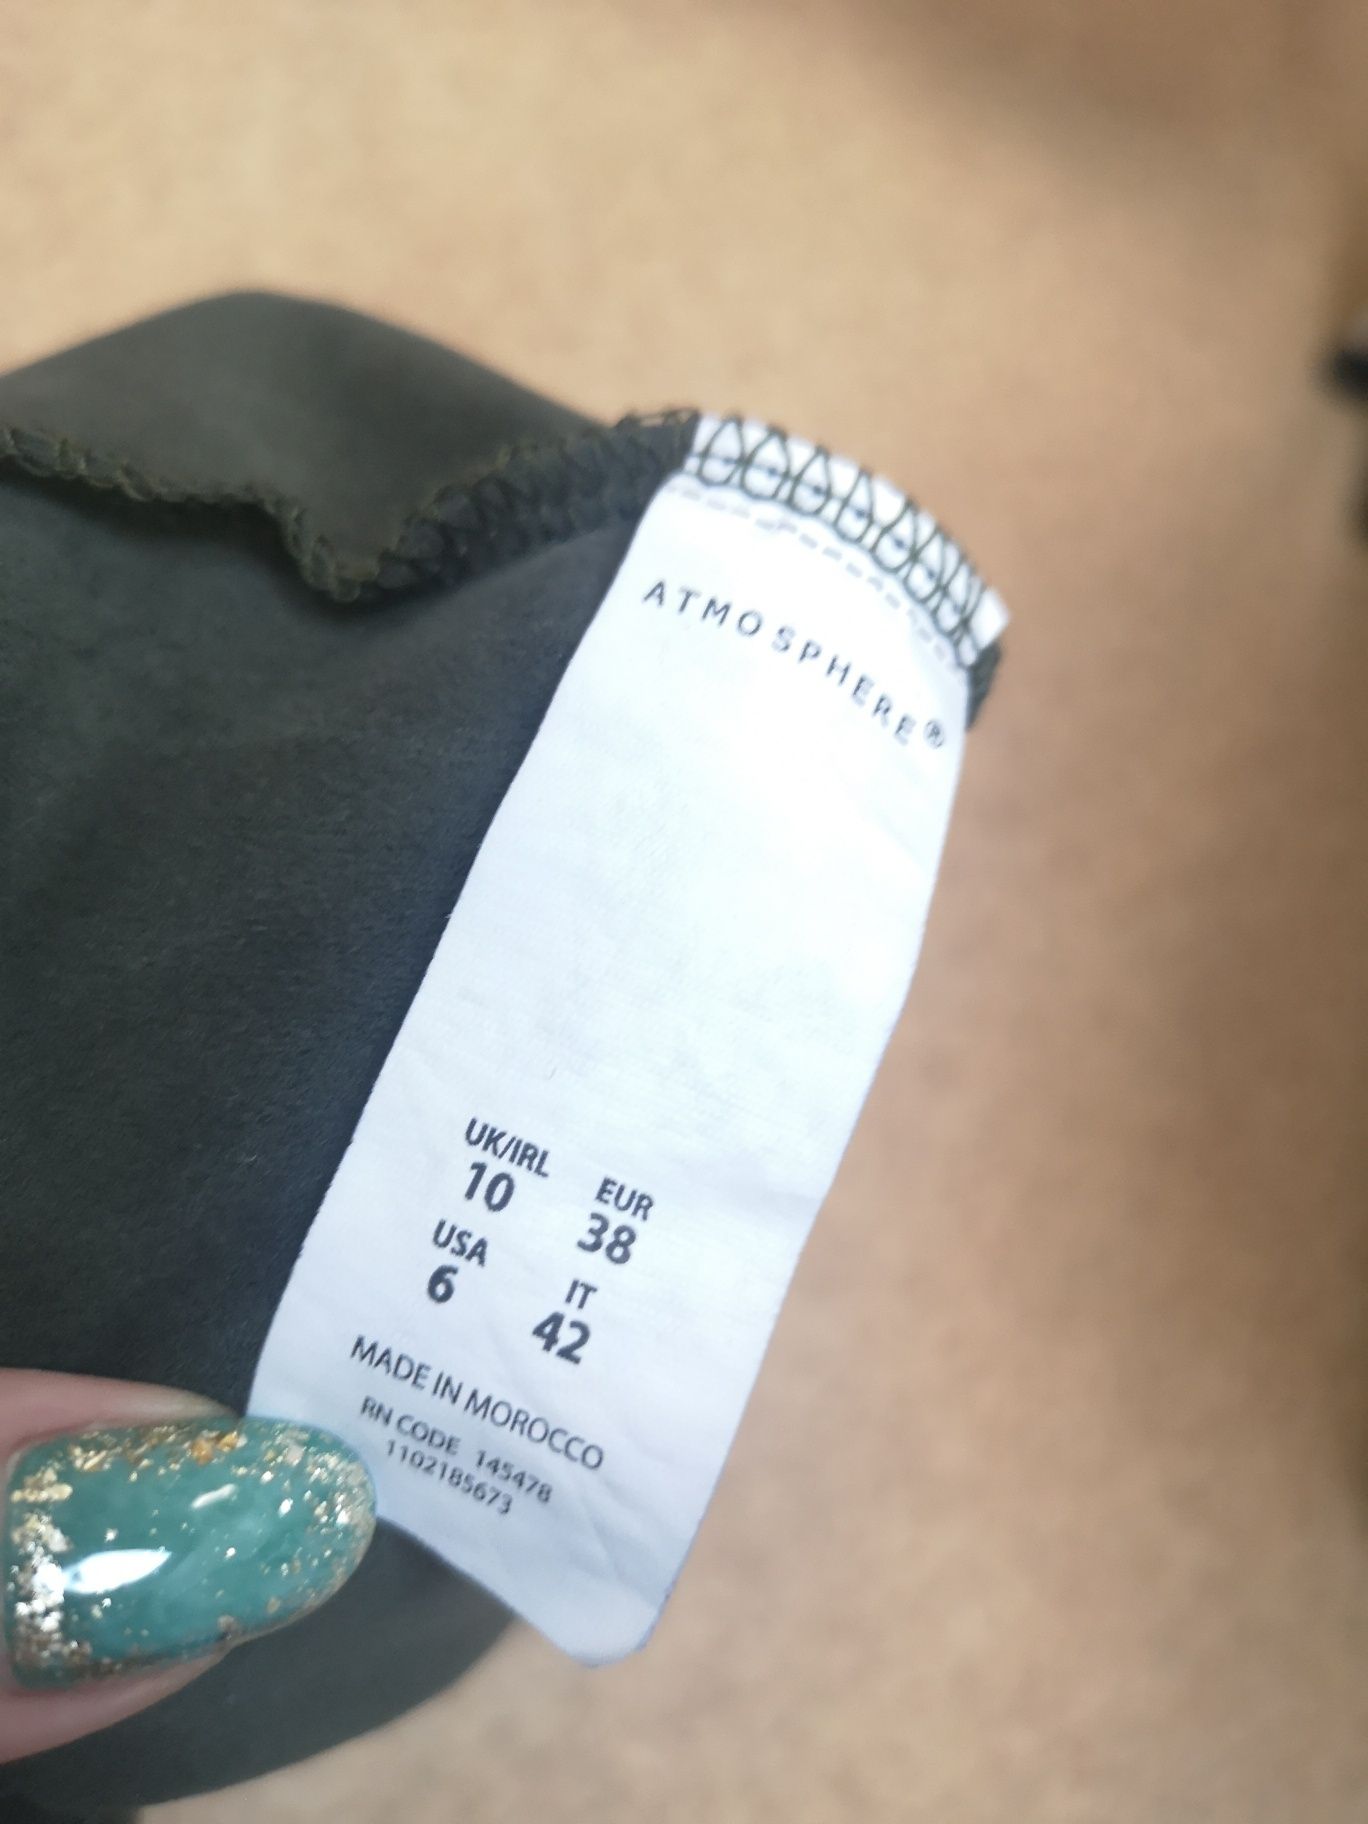 ATMOSPHERE®
UK/IRL EUR
10 38
USA IT
6 42
MADE IN MOROCCO
RN CODE 145478
1102185673